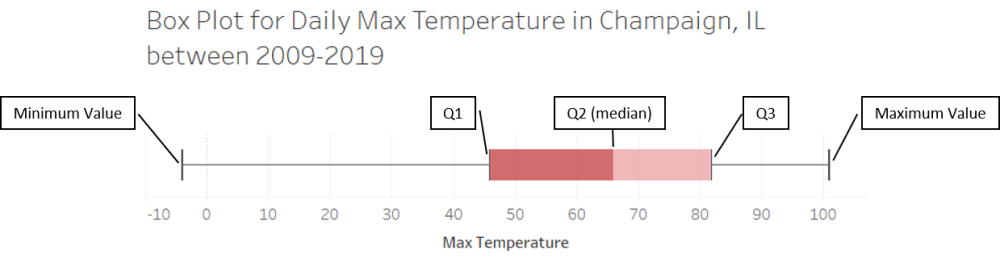 Box Plot for Daily Max Temperature in Champaign, IL
between 2009-2019
Minimum Value Q1 Q2 (median) Q3 Maximum Value
-10 0 10 20 30 40 50 60 70 80 90 100
Max Temperature